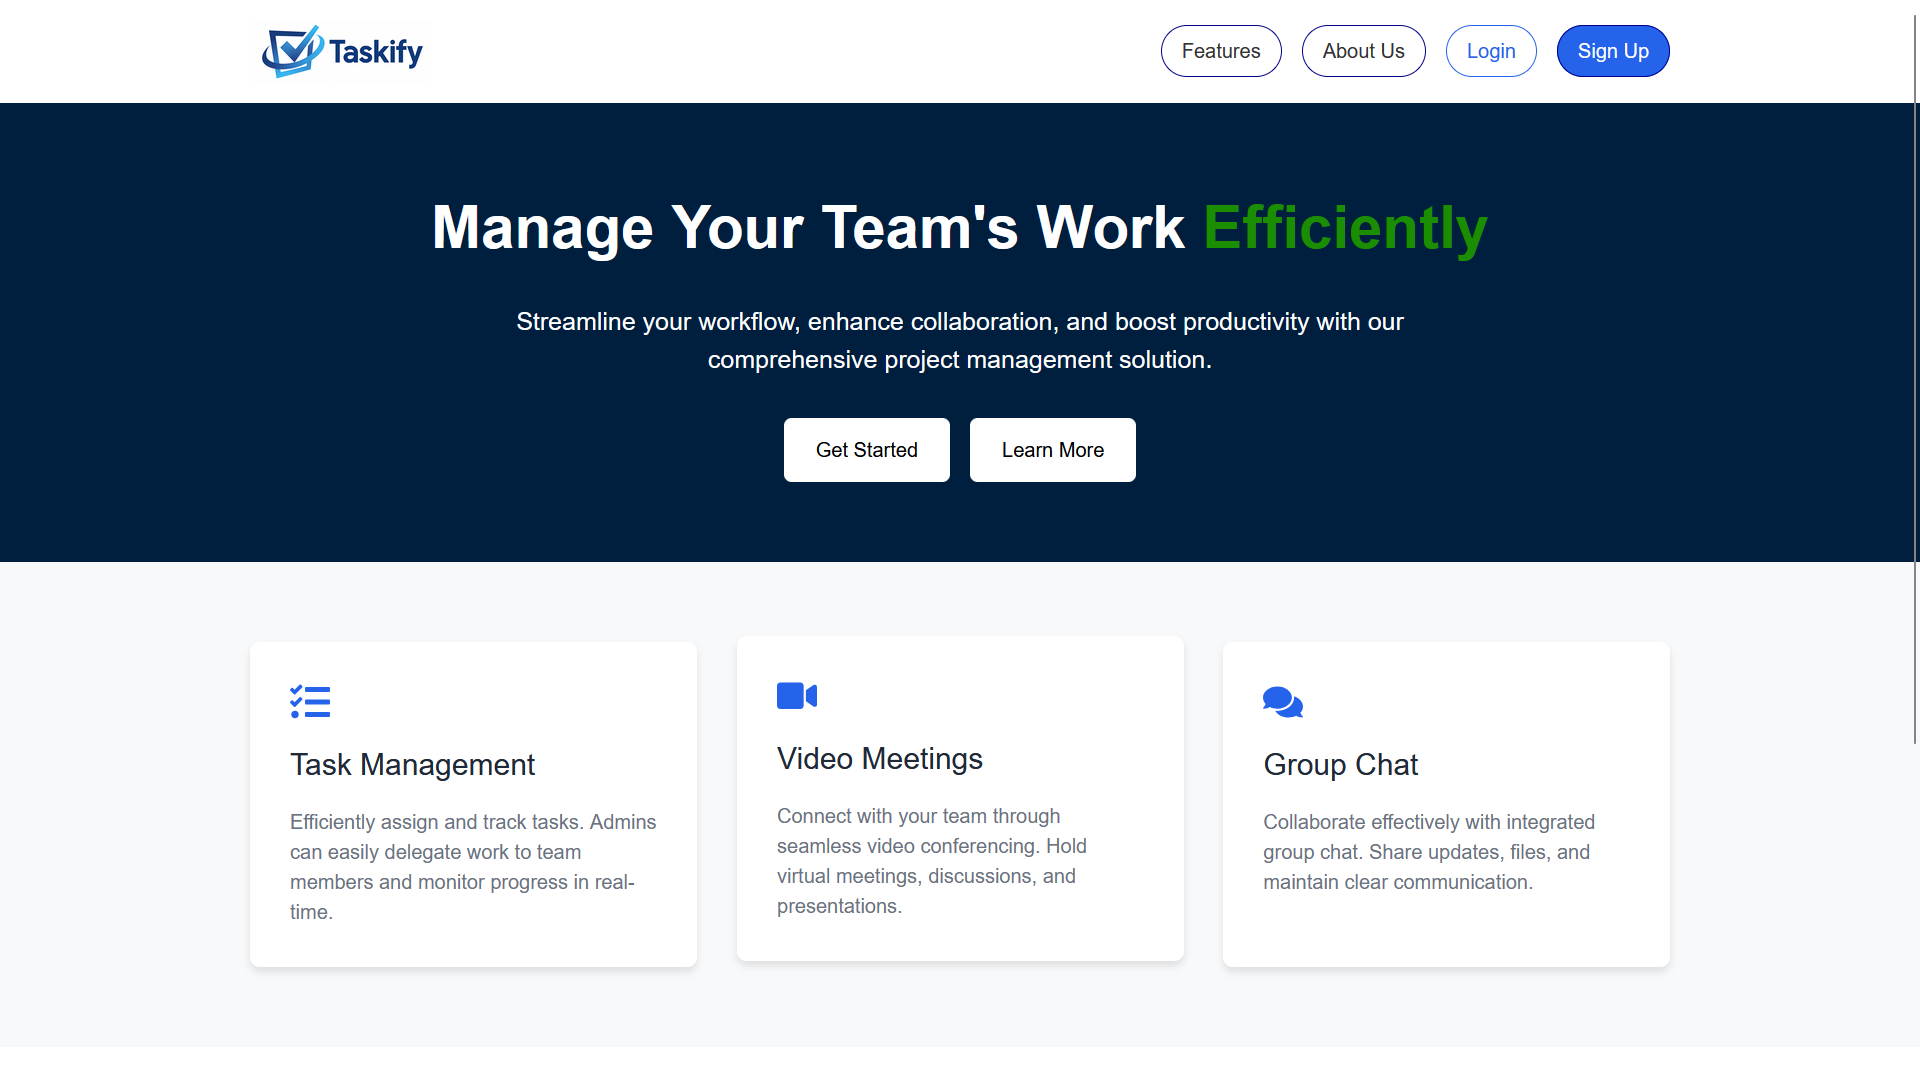 Taskify
Features
About Us
Login
Sign Up
Manage Your Team's Work Efficiently
Streamline your workflow, enhance collaboration, and boost productivity with our
comprehensive project management solution.
Get Started
Learn More
Task Management
Efficiently assign and track tasks. Admins
can easily delegate work to team
members and monitor progress in real-
time.
Video Meetings
Connect with your team through
seamless video conferencing. Hold
virtual meetings, discussions, and
presentations.
Group Chat
Collaborate effectively with integrated
group chat. Share updates, files, and
maintain clear communication.